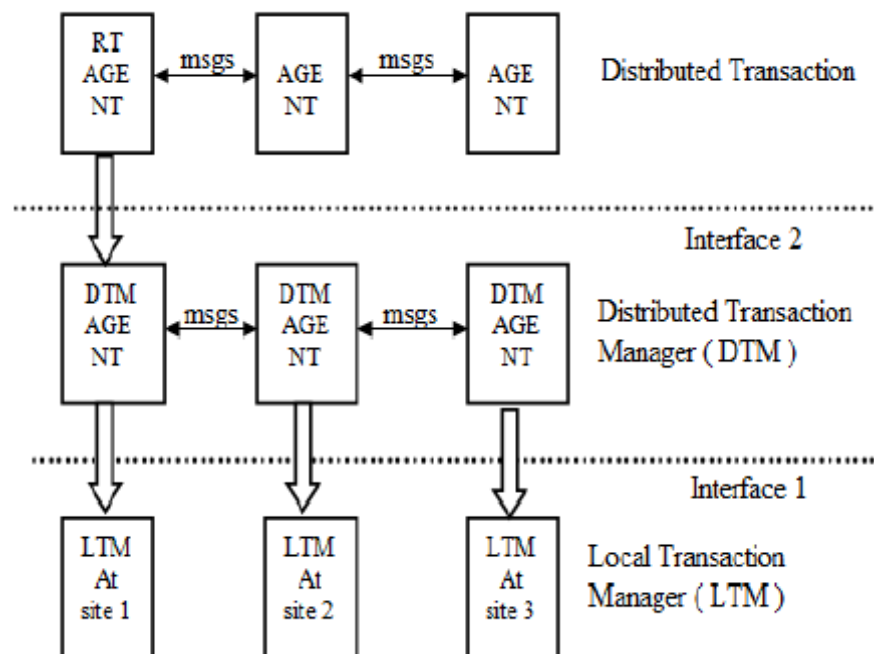 RT
AGE
NT
msgs
AGE
NT
msgs
AGE
NT
Distributed Transaction
Interface 2
DTM
AGE
NT
msgs
DTM
AGE
NT
msgs
DTM
AGE
NT
Distributed Transaction
Manager ( DTM )
Interface 1
LTM
At
site 1
LTM
At
site 2
LTM
At
site 3
Local Transaction
Manager ( LTM )